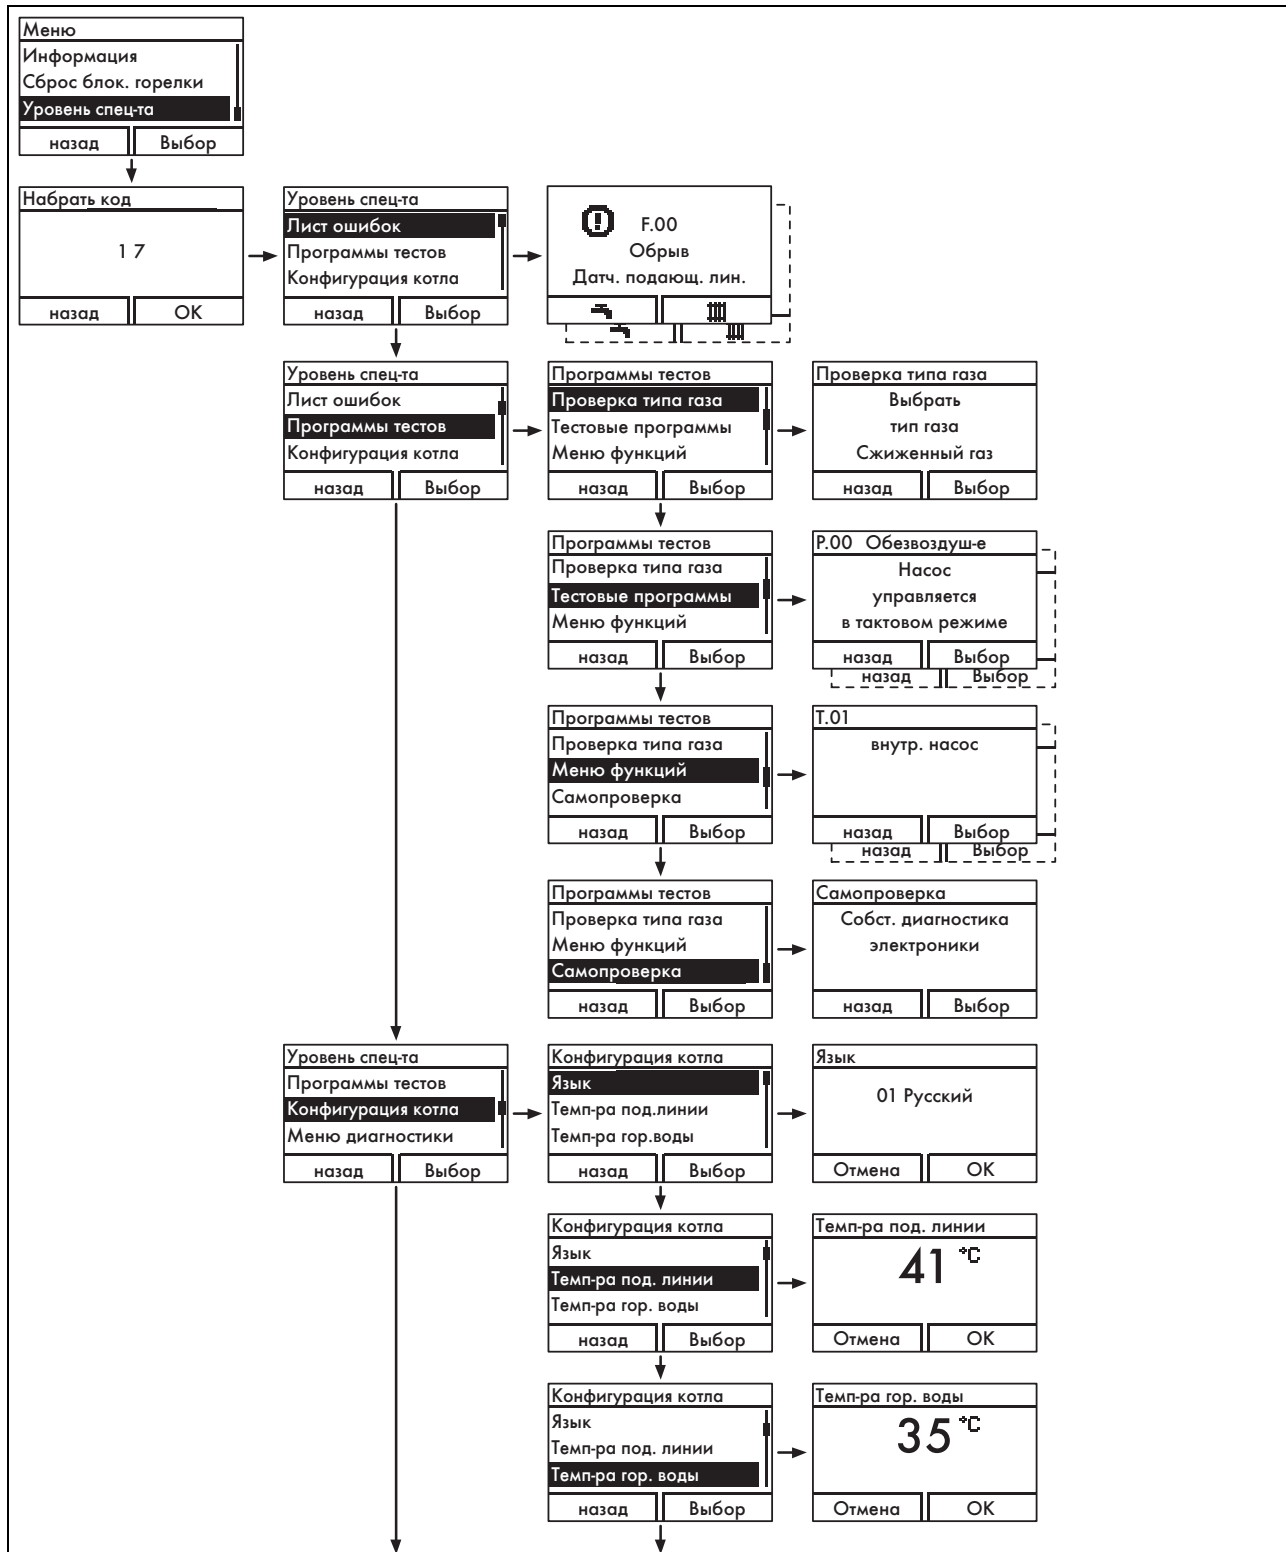 Меню
Информация
Сброс блок. горелки
Уровень спец-та
назад Выбор
Набрать код
1 7
назад OK
Уровень спец-та
Лист ошибок
Программы тестов
Конфигурация котла
назад Выбор
F.00
Обрыв
Датч. подающ. лин.
Уровень спец-та
Лист ошибок
Программы тестов
Конфигурация котла
назад Выбор
Программы тестов
Проверка типа газа
Тестовые программы
Меню функций
назад Выбор
Проверка типа газа
Выбрать
тип газа
Сжиженный газ
назад Выбор
Программы тестов
Проверка типа газа
Тестовые программы
Меню функций
назад Выбор
P.00 Обезвоздуш-е
Насос
управляется
в тактовом режиме
назад Выбор
назад Выбор
Программы тестов
Проверка типа газа
Меню функций
Самопроверка
назад Выбор
T.01
внутр. насос
назад Выбор
назад Выбор
Программы тестов
Проверка типа газа
Меню функций
Самопроверка
назад Выбор
Самопроверка
Собст. диагностика
электроники
назад Выбор
Уровень спец-та
Программы тестов
Конфигурация котла
Меню диагностики
назад Выбор
Конфигурация котла
Язык
Темп-ра под.линии
Темп-ра гор.воды
назад Выбор
Язык
01 Русский
Отмена OK
Конфигурация котла
Язык
Темп-ра под. линии
Темп-ра гор. воды
назад Выбор
Темп-ра под. линии
41 °C
Отмена OK
Конфигурация котла
Язык
Темп-ра под. линии
Темп-ра гор. воды
назад Выбор
Темп-ра гор. воды
35 °C
Отмена OK